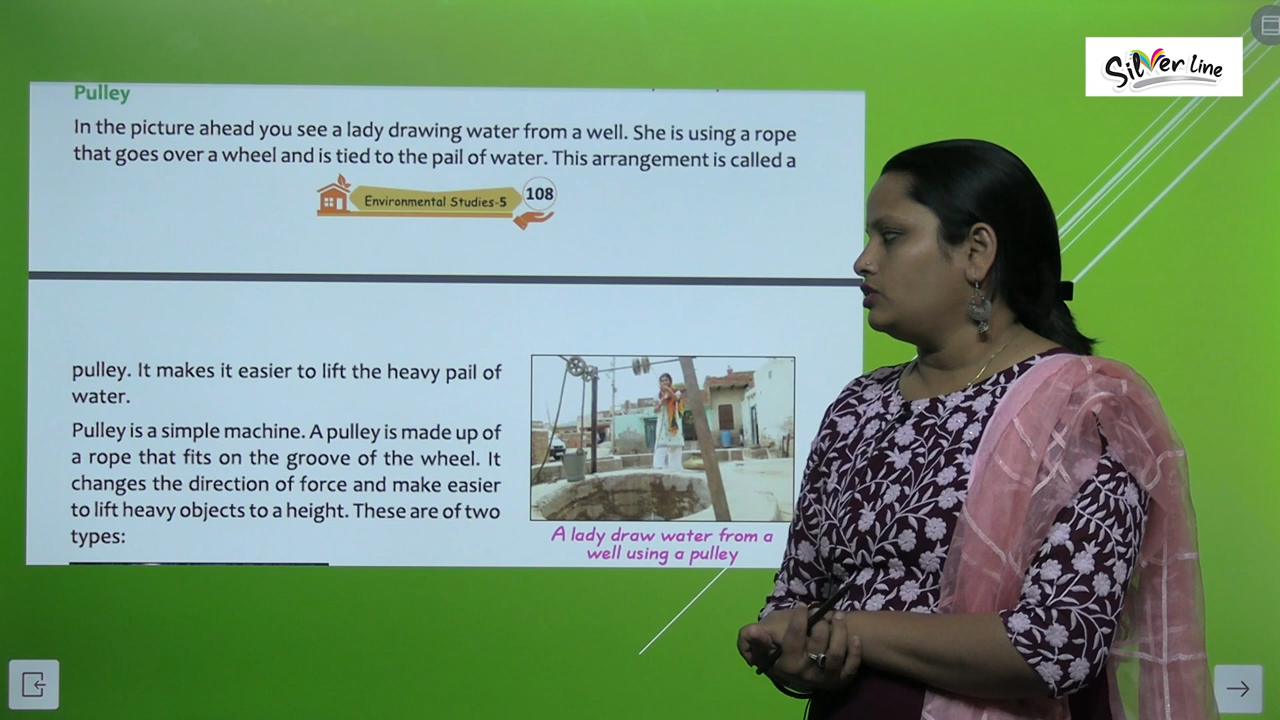 Silver Line
Pulley
In the picture ahead you see a lady drawing water from a well. She is using a rope
that goes over a wheel and is tied to the pail of water. This arrangement is called a
Environmental Studies-5
108
pulley. It makes it easier to lift the heavy pail of
water.
Pulley is a simple machine. A pulley is made up of
a rope that fits on the groove of the wheel. It
changes the direction of force and make easier
to lift heavy objects to a height. These are of two
types:
A lady draw water from a
well using a pulley